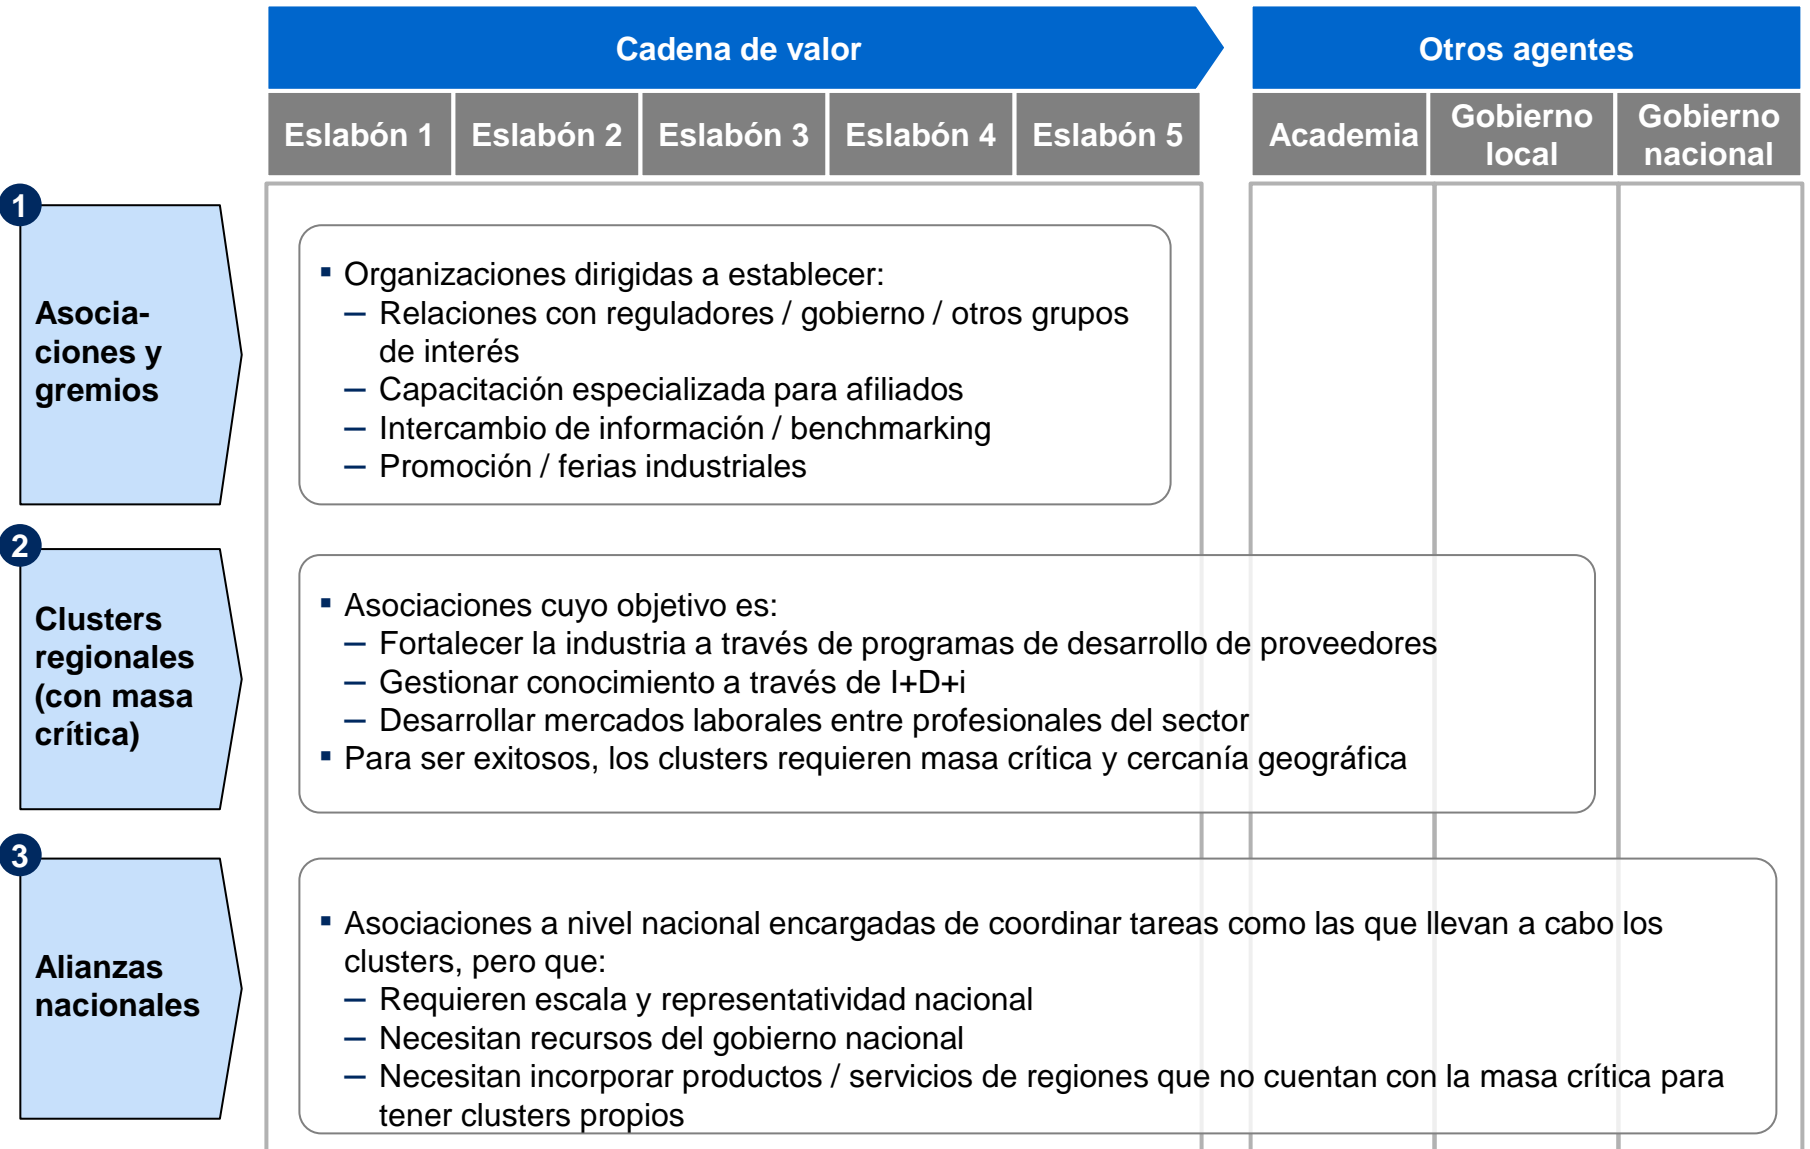 Cadena de valor
Otros agentes
Eslabón 1
Eslabón 2
Eslabón 3
Eslabón 4
Eslabón 5
Academia
Gobierno
local
Gobierno
nacional
1
Asocia-
ciones y
gremios
▪ Organizaciones dirigidas a establecer:
– Relaciones con reguladores / gobierno / otros grupos
de interés
– Capacitación especializada para afiliados
– Intercambio de información / benchmarking
– Promoción / ferias industriales
2
Clusters
regionales
(con masa
crítica)
▪ Asociaciones cuyo objetivo es:
– Fortalecer la industria a través de programas de desarrollo de proveedores
– Gestionar conocimiento a través de I+D+i
– Desarrollar mercados laborales entre profesionales del sector
▪ Para ser exitosos, los clusters requieren masa crítica y cercanía geográfica
3
Alianzas
nacionales
▪ Asociaciones a nivel nacional encargadas de coordinar tareas como las que llevan a cabo los
clusters, pero que:
– Requieren escala y representatividad nacional
– Necesitan recursos del gobierno nacional
– Necesitan incorporar productos / servicios de regiones que no cuentan con la masa crítica para
tener clusters propios